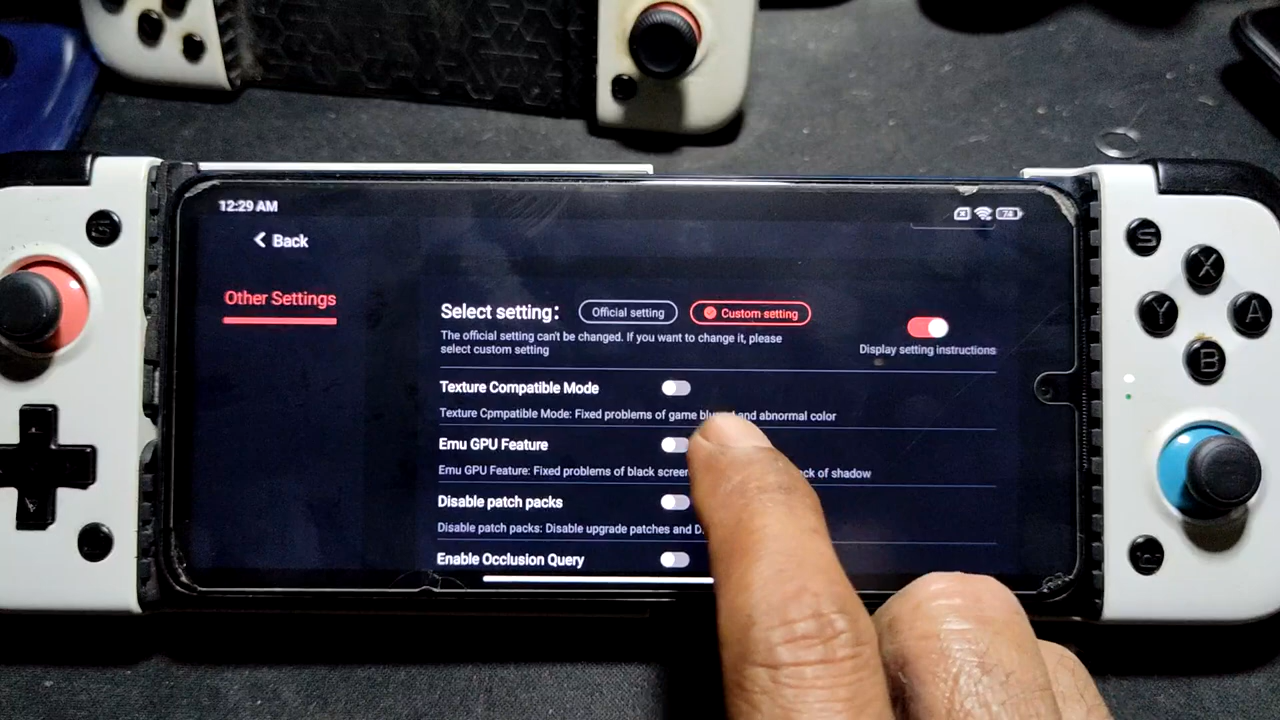 12:29 AM
74
Back
Other Settings
Select setting:
Official setting
Custom setting
The official setting can't be changed. If you want to change it, please
select custom setting
Display setting instructions
Texture Compatible Mode
Texture Cpmpatible Mode: Fixed problems of game and abnormal color
Emu GPU Feature
Emu GPU Feature: Fixed problems of black of shadow
Disable patch packs
Disable patch packs: Disable upgrade patches and
Enable Occlusion Query
S
X
Y
A
B